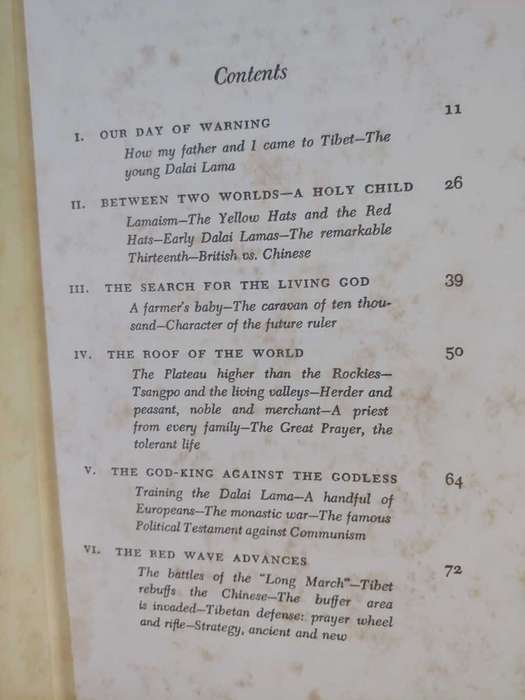 Contents
I. OUR DAY OF WARNING 11
How my father and I came to Tibet—The
young Dalai Lama
II. BETWEEN TWO WORLDS—A HOLY CHILD 26
Lamaism—The Yellow Hats and the Red
Hats—Early Dalai Lamas—The remarkable
Thirteenth—British vs. Chinese
III. THE SEARCH FOR THE LIVING GOD 39
A farmer's baby—The caravan of ten thou-
sand—Character of the future ruler
IV. THE ROOF OF THE WORLD 50
The Plateau higher than the Rockies—
Tsangpo and the living valleys—Herder and
peasant, noble and merchant—A priest
from every family—The Great Prayer, the
tolerant life
V. THE GOD-KING AGAINST THE GODLESS 64
Training the Dalai Lama—A handful of
Europeans—The monastic war—The famous
Political Testament against Communism
VI. THE RED WAVE ADVANCES 72
The battles of the "Long March"—Tibet
rebuffs the Chinese—The buffer area
is invaded—Tibetan defense: prayer wheel
and rifle—Strategy, ancient and new